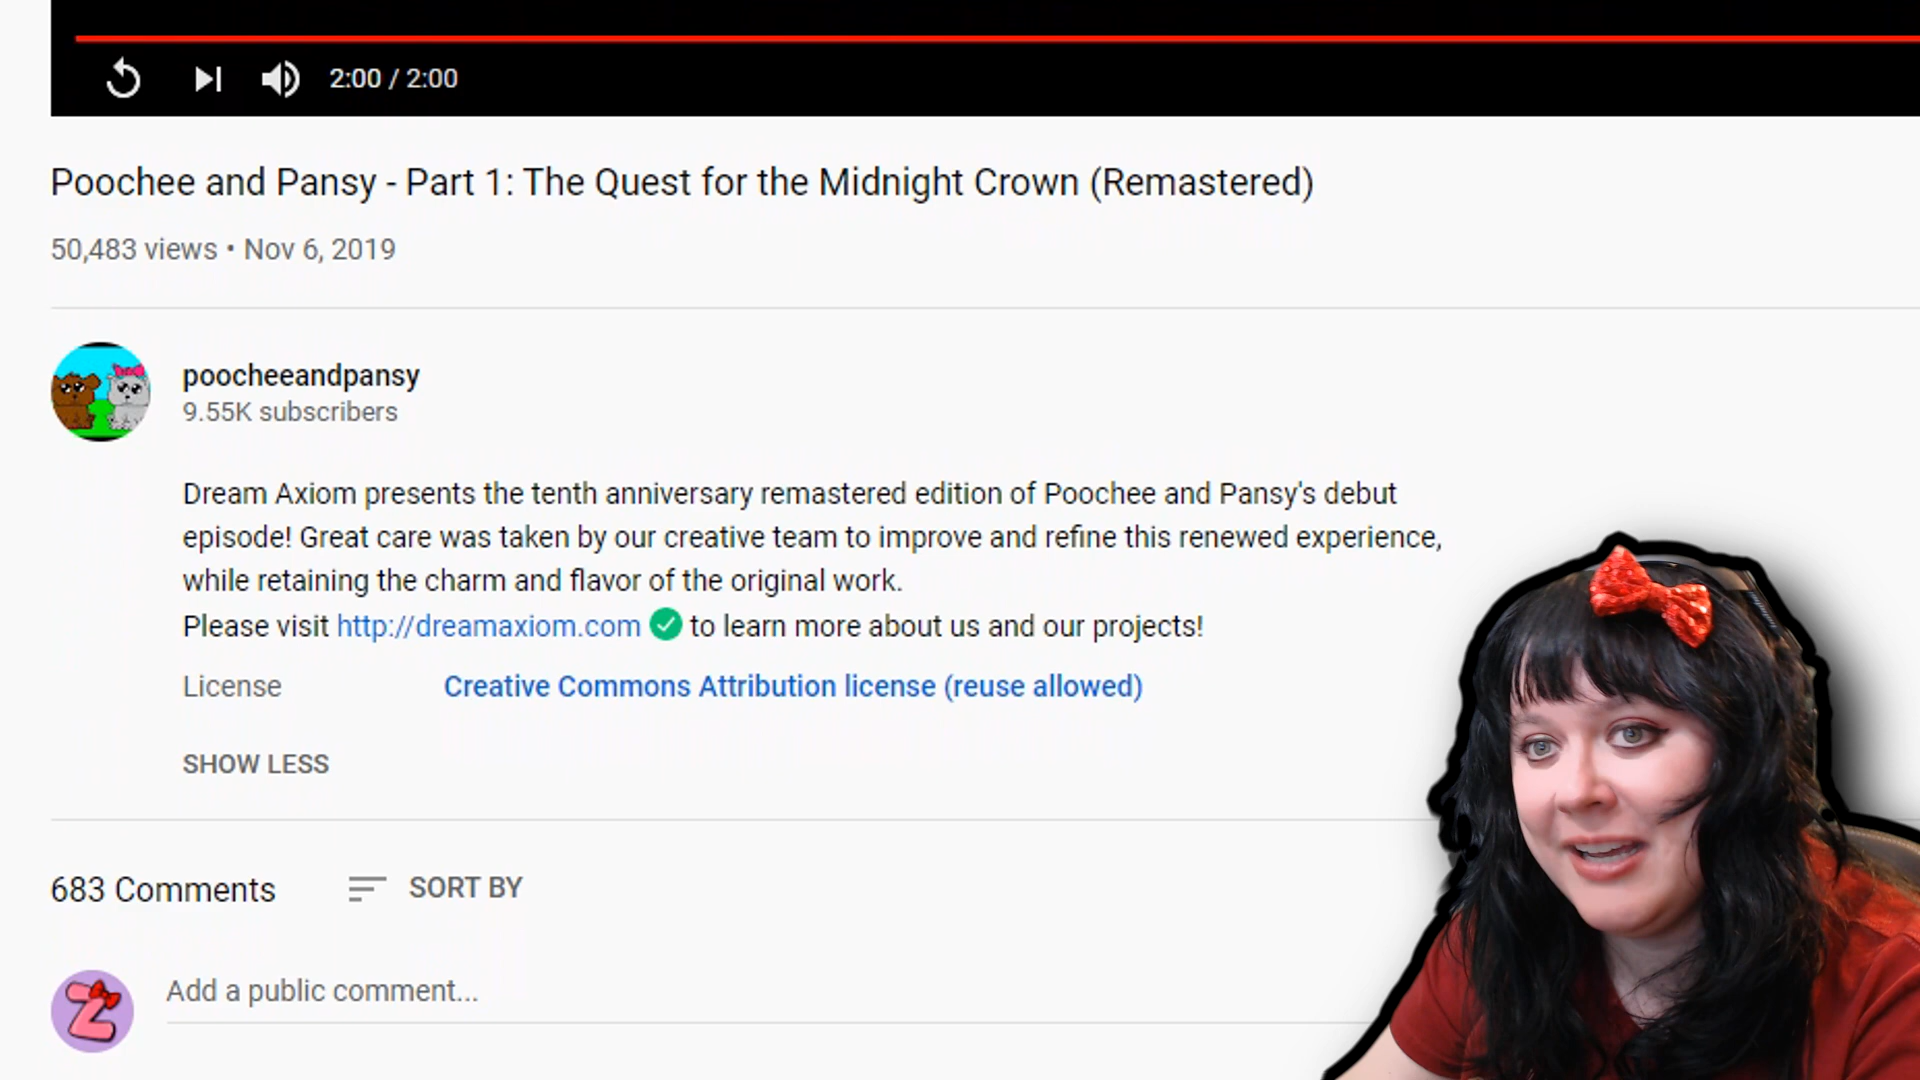 2:00 / 2:00
Poochee and Pansy - Part 1: The Quest for the Midnight Crown (Remastered)
50,483 views • Nov 6, 2019
poocheeandpansy
9.55K subscribers
Dream Axiom presents the tenth anniversary remastered edition of Poochee and Pansy's debut
episode! Great care was taken by our creative team to improve and refine this renewed experience,
while retaining the charm and flavor of the original work.
Please visit http://dreamaxiom.com to learn more about us and our projects!
License Creative Commons Attribution license (reuse allowed)
SHOW LESS
683 Comments SORT BY
Z
Add a public comment...